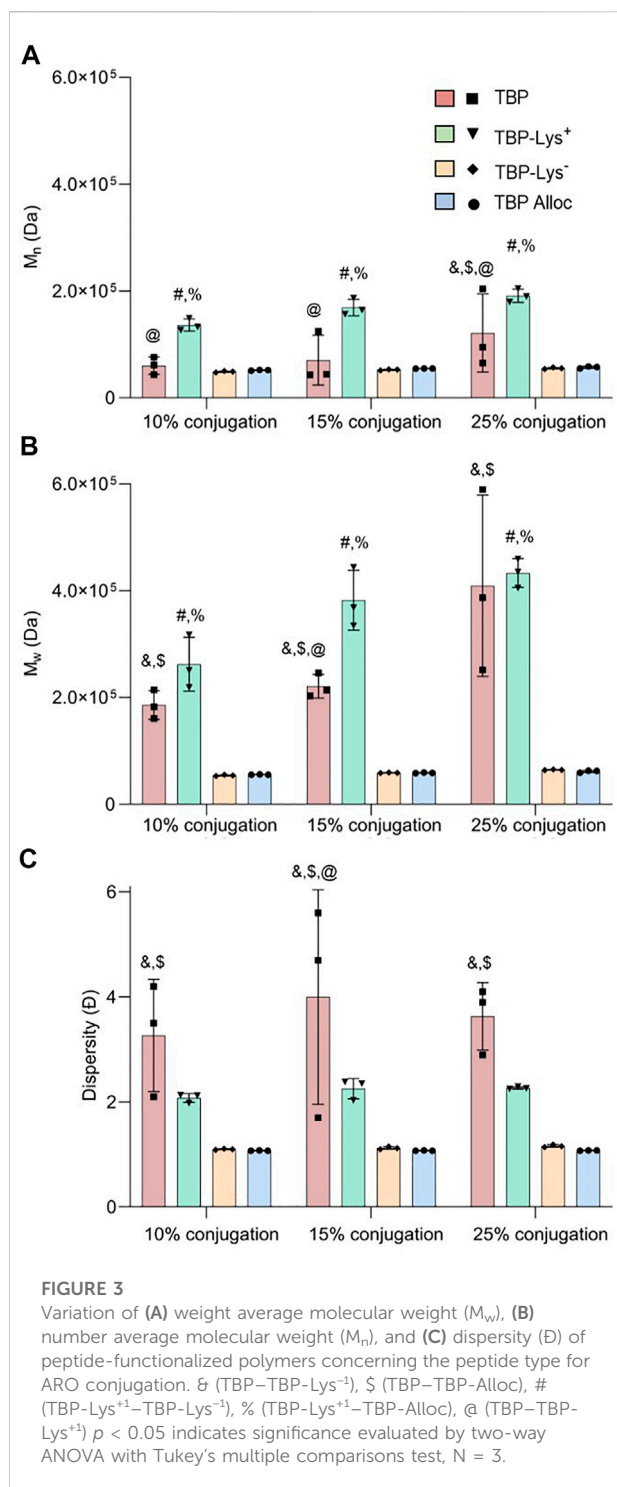 A
6.0×10⁵
4.0×10⁵
2.0×10⁵
0
Mₙ (Da)
TBP
TBP-Lys⁺
TBP-Lys⁻
TBP Alloc
@
#,%
@
#,%
&,$,@
#,%
10% conjugation
15% conjugation
25% conjugation
B
6.0×10⁵
4.0×10⁵
2.0×10⁵
0
M_w (Da)
&,$
#,%
&,$,@
#,%
&,$
#,%
10% conjugation
15% conjugation
25% conjugation
C
6
4
2
0
Dispersity (Đ)
&,$
&,$,@
&,$
10% conjugation
15% conjugation
25% conjugation
FIGURE 3
Variation of (A) weight average molecular weight (M_w), (B)
number average molecular weight (Mₙ), and (C) dispersity (Đ) of
peptide-functionalized polymers concerning the peptide type for
ARO conjugation. & (TBP–TBP-Lys⁻¹), $ (TBP–TBP-Alloc), #
(TBP-Lys⁺¹–TBP-Lys⁻¹), % (TBP-Lys⁺¹–TBP-Alloc), @ (TBP–TBP-
Lys⁺¹) p < 0.05 indicates significance evaluated by two-way
ANOVA with Tukey's multiple comparisons test, N = 3.